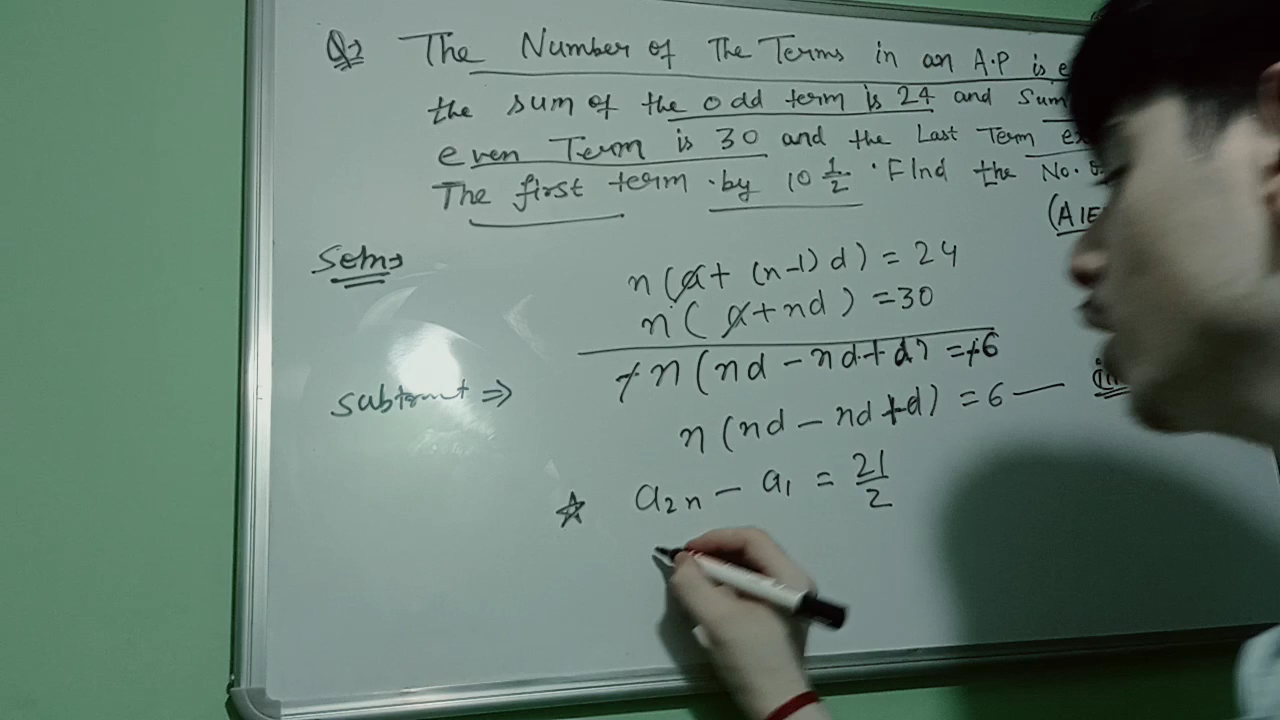 Q2 The Number of The Terms in an A.P is e
the sum of the odd term is 24 and Sum
even Term is 30 and the Last Term ex
The first term by 10 1/2 . Find the No. o
(AIE
Soln⇒
n(a + (n-1)d) = 24
n(a+nd) = 30
-n(nd - nd+d) = -6
Subtract ⇒
n(nd - nd+d) = 6 —
☆ a₂ₙ - a₁ = 21/2